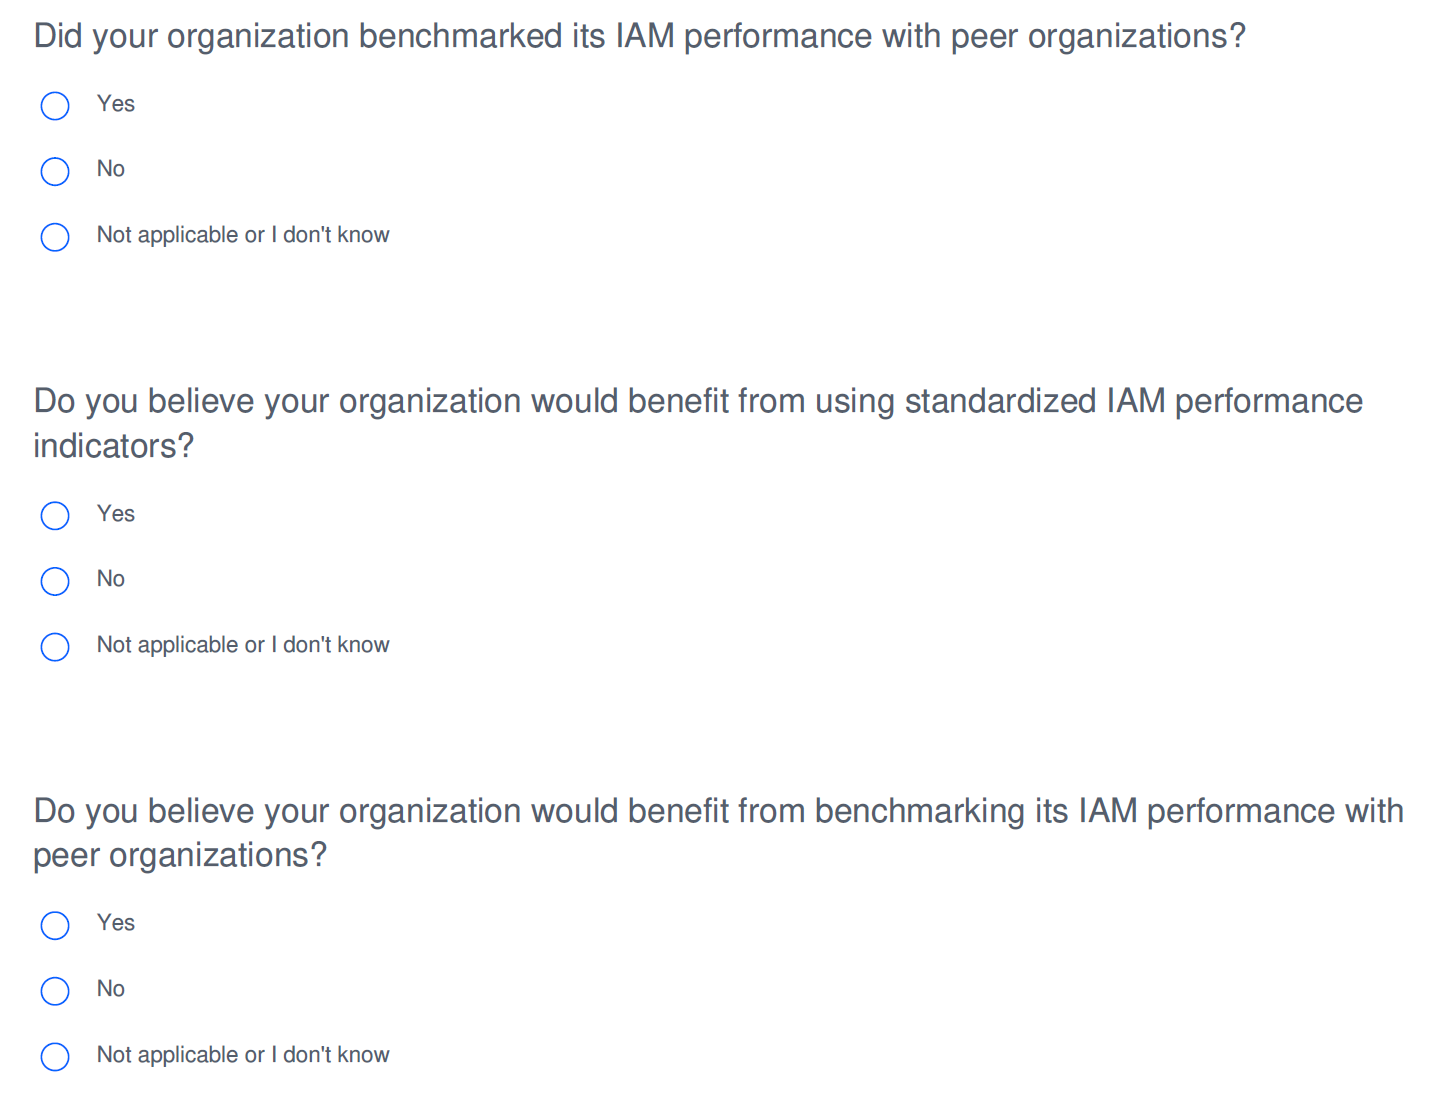 Did your organization benchmarked its IAM performance with peer organizations?
Yes
No
Not applicable or I don't know
Do you believe your organization would benefit from using standardized IAM performance
indicators?
Yes
No
Not applicable or I don't know
Do you believe your organization would benefit from benchmarking its IAM performance with
peer organizations?
Yes
No
Not applicable or I don't know